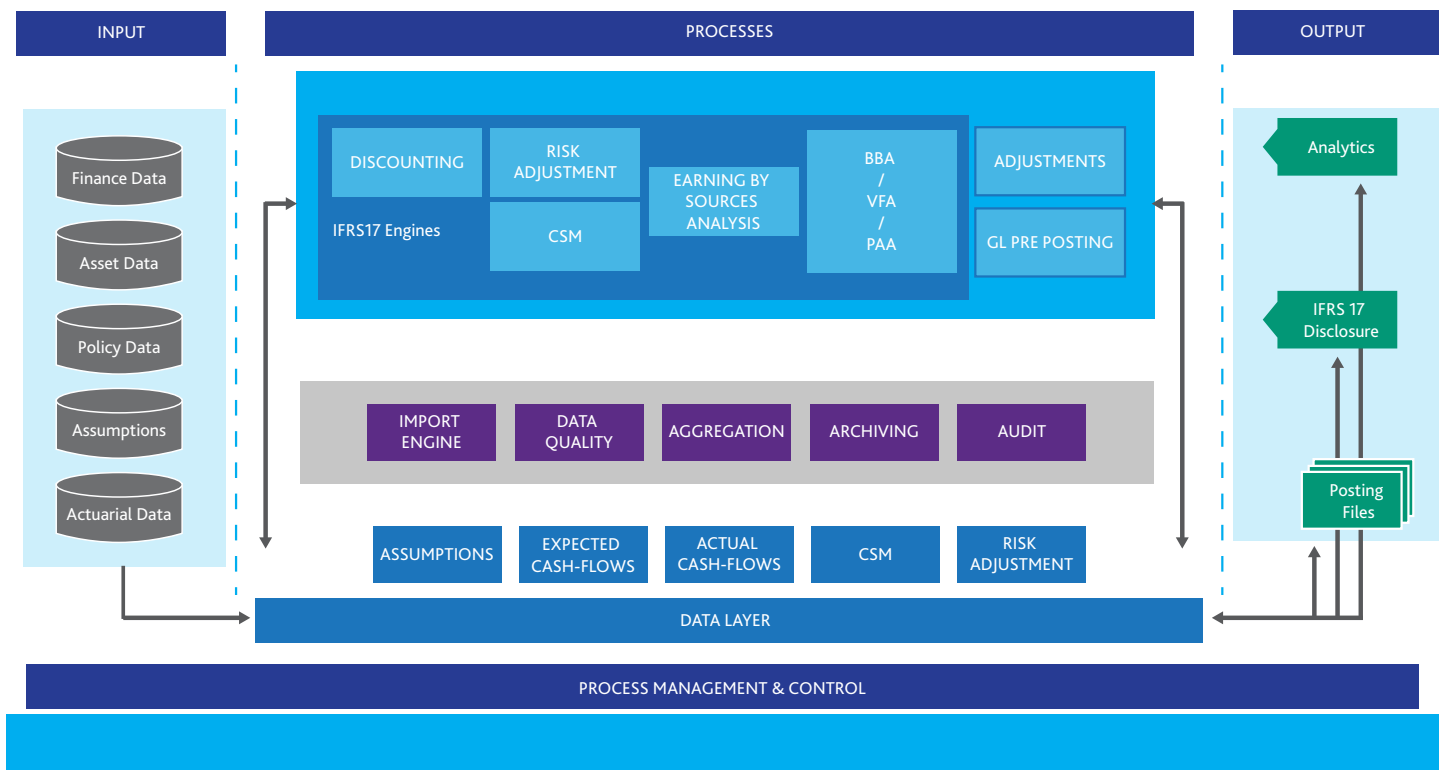 INPUT
PROCESSES
OUTPUT
Finance Data
Asset Data
Policy Data
Assumptions
Actuarial Data
DISCOUNTING
RISK
ADJUSTMENT
IFRS17 Engines
CSM
EARNING BY
SOURCES
ANALYSIS
BBA
/
VFA
/
PAA
ADJUSTMENTS
GL PRE POSTING
IMPORT
ENGINE
DATA
QUALITY
AGGREGATION
ARCHIVING
AUDIT
ASSUMPTIONS
EXPECTED
CASH-FLOWS
ACTUAL
CASH-FLOWS
CSM
RISK
ADJUSTMENT
DATA LAYER
Analytics
IFRS 17
Disclosure
Posting
Files
PROCESS MANAGEMENT & CONTROL